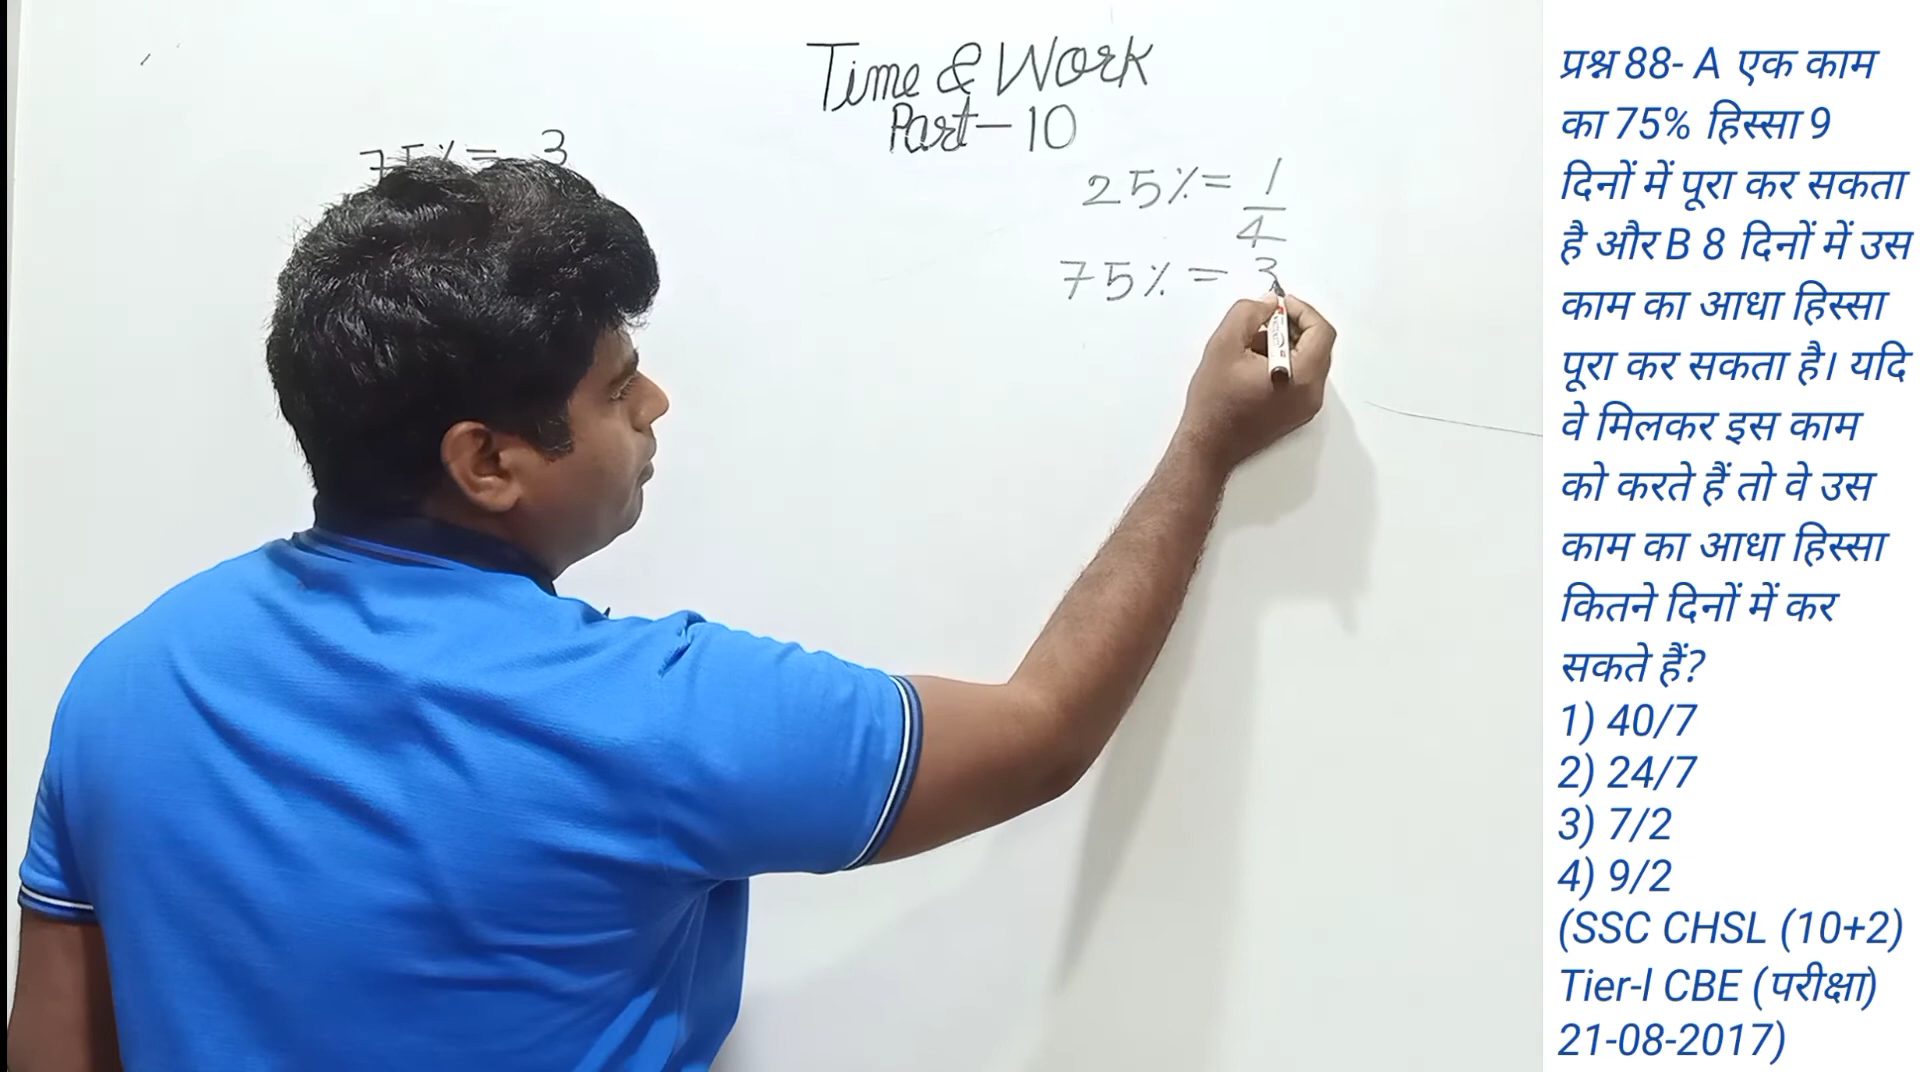 Time & Work
Part-10
75% = 3
25% = 1/4
75% = 3
प्रश्न 88- A एक काम
का 75% हिस्सा 9
दिनों में पूरा कर सकता
है और B 8 दिनों में उस
काम का आधा हिस्सा
पूरा कर सकता है। यदि
वे मिलकर इस काम
को करते हैं तो वे उस
काम का आधा हिस्सा
कितने दिनों में कर
सकते हैं?
1) 40/7
2) 24/7
3) 7/2
4) 9/2
(SSC CHSL (10+2)
Tier-I CBE (परीक्षा)
21-08-2017)